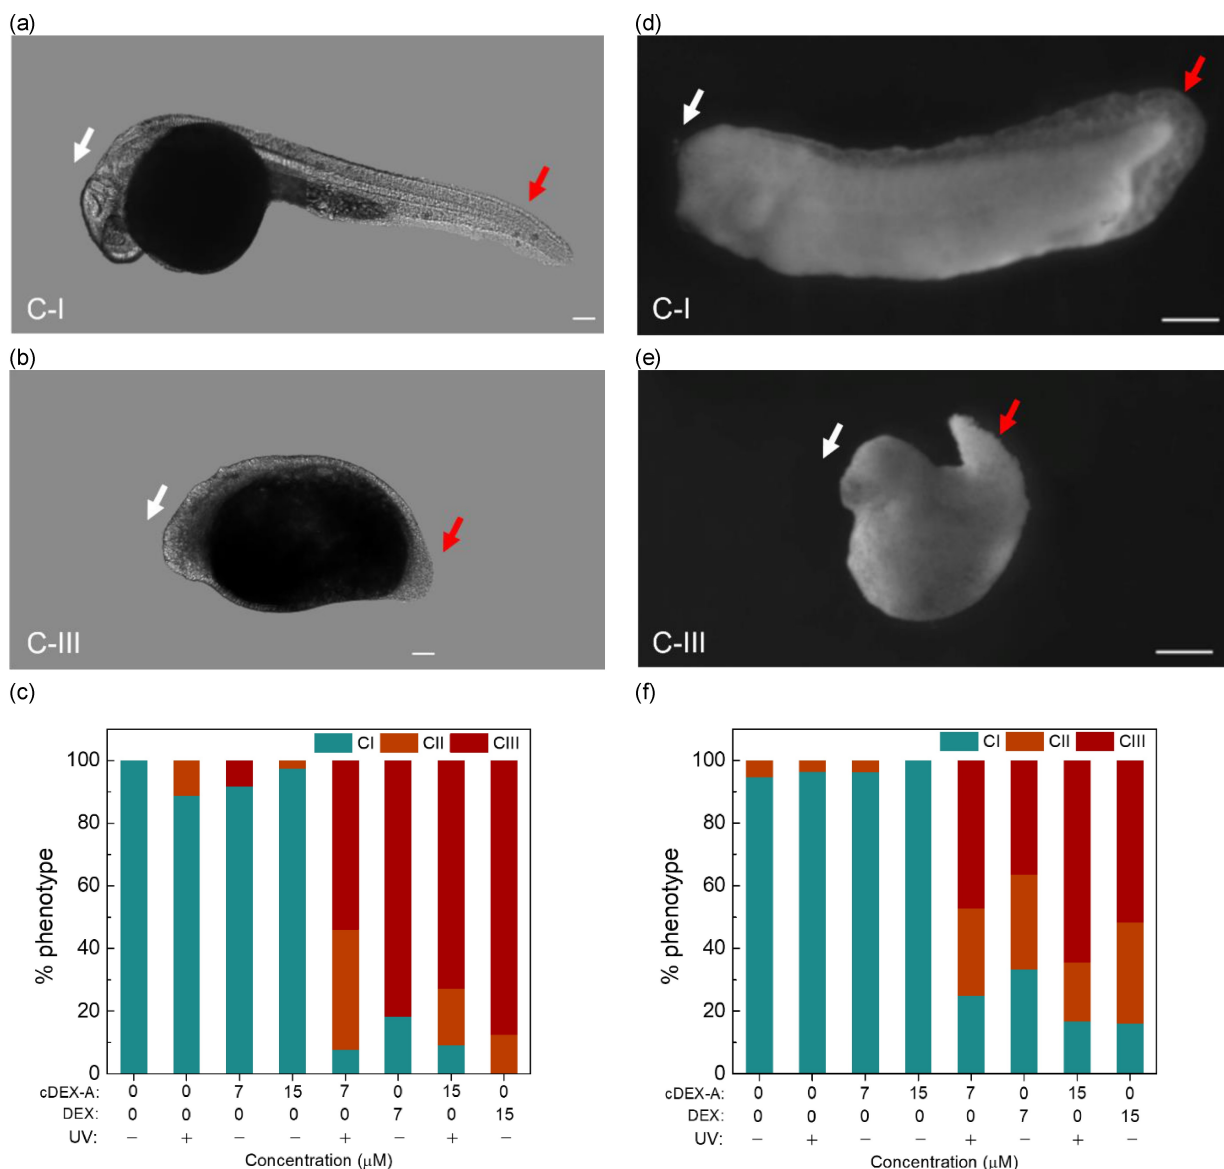 (a)
C-I
(b)
C-III
(c)
CI CII CIII
% phenotype
100
80
60
40
20
0
cDEX-A: 0 0 7 15 7 0 15 0
DEX: 0 0 0 0 0 7 0 15
UV: − + − − + − + −
Concentration (μM)
(d)
C-I
(e)
C-III
(f)
CI CII CIII
% phenotype
100
80
60
40
20
0
0 0 7 15 7 0 15 0
0 0 0 0 0 7 0 15
− + − − + − + −
Concentration (μM)